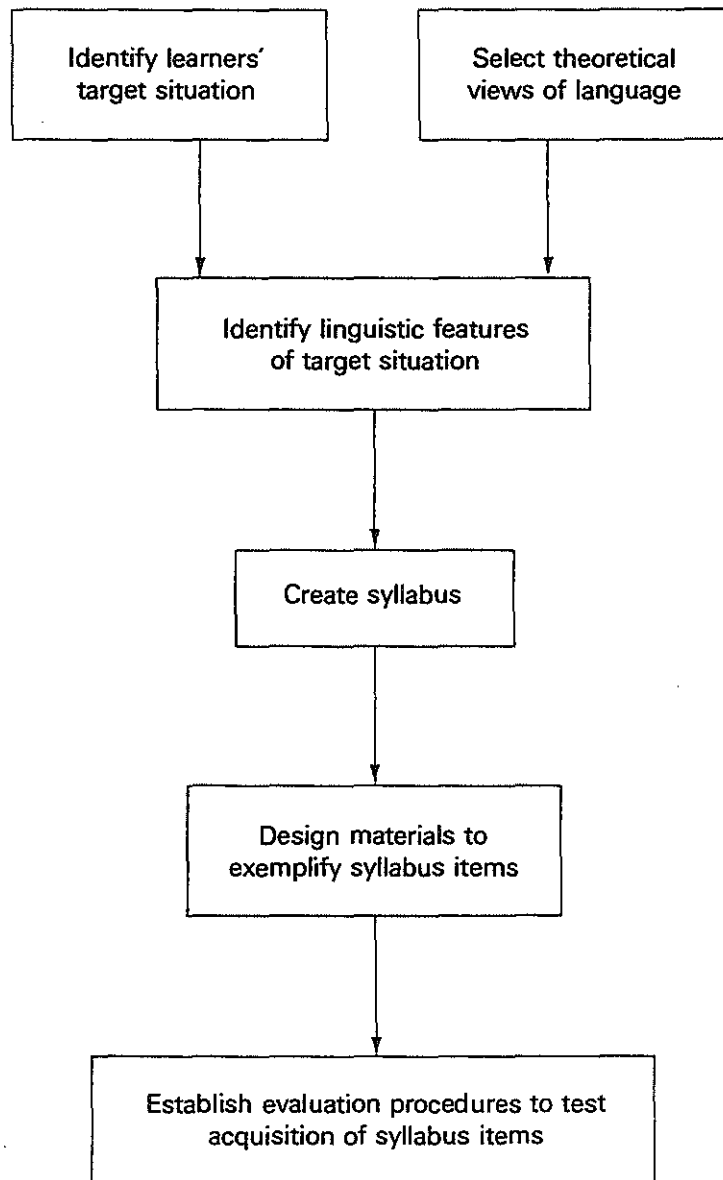 Identify learners'
target situation
Select theoretical
views of language
Identify linguistic features
of target situation
Create syllabus
Design materials to
exemplify syllabus items
Establish evaluation procedures to test
acquisition of syllabus items